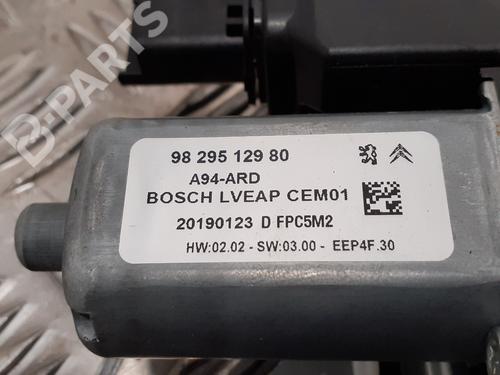 B-PARTS
98 295 129 80
A94-ARD
BOSCH LVEAP CEM01
20190123 D FPC5M2
HW:02.02 - SW:03.00 - EEP4F.30